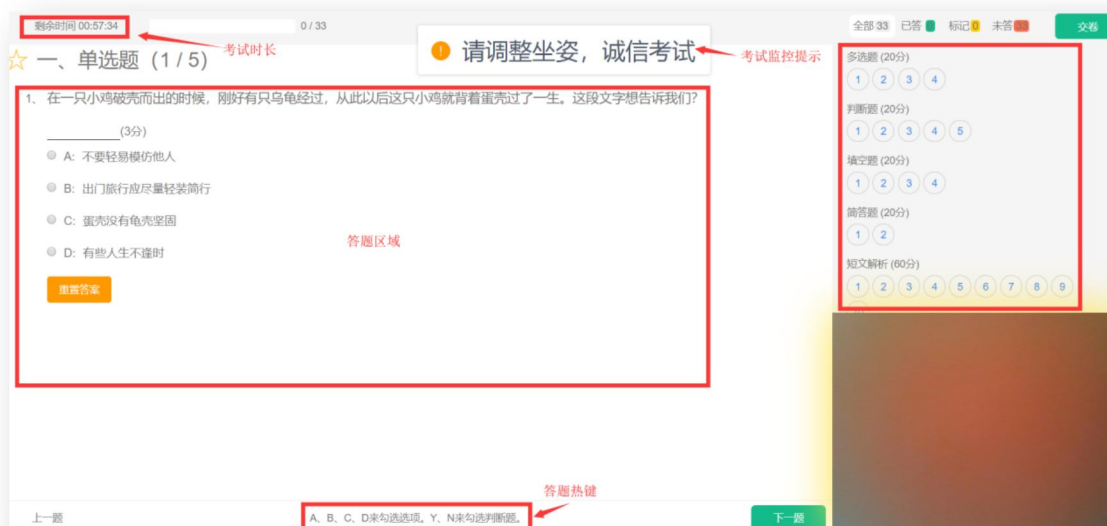 剩余时间 00:57:34
0 / 33
全部 33 已答 标记 0 未答 33
交卷
考试时长
一、单选题（1 / 5）
请调整坐姿，诚信考试
考试监控提示
1、 在一只小鸡破壳而出的时候，刚好有只乌龟经过，从此以后这只小鸡就背着蛋壳过了一生。这段文字想告诉我们?
__________(3分)
A: 不要轻易模仿他人
B: 出门旅行应尽量轻装简行
C: 蛋壳没有龟壳坚固
D: 有些人生不逢时
重置答案
答题区域
多选题 (20分)
1 2 3 4
判断题 (20分)
1 2 3 4 5
填空题 (20分)
1 2 3 4
简答题 (20分)
1 2
短文解析 (60分)
1 2 3 4 5 6 7 8 9
答题热键
上一题
A、B、C、D来勾选选项。Y、N来勾选判断题。
下一题